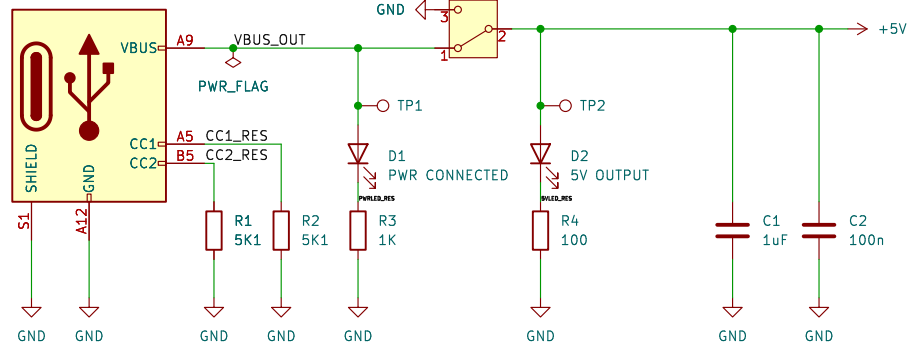 GND
3
2
+5V
1
VBUS
A9
VBUS_OUT
PWR_FLAG
TP1
TP2
CC1
A5
CC1_RES
CC2
B5
CC2_RES
SHIELD
GND
S1
A12
D1
PWR CONNECTED
PWRLED_RES
D2
5V OUTPUT
5VLED_RES
R1
5K1
R2
5K1
R3
1K
R4
100
C1
1uF
C2
100n
GND
GND
GND
GND
GND
GND
GND
GND